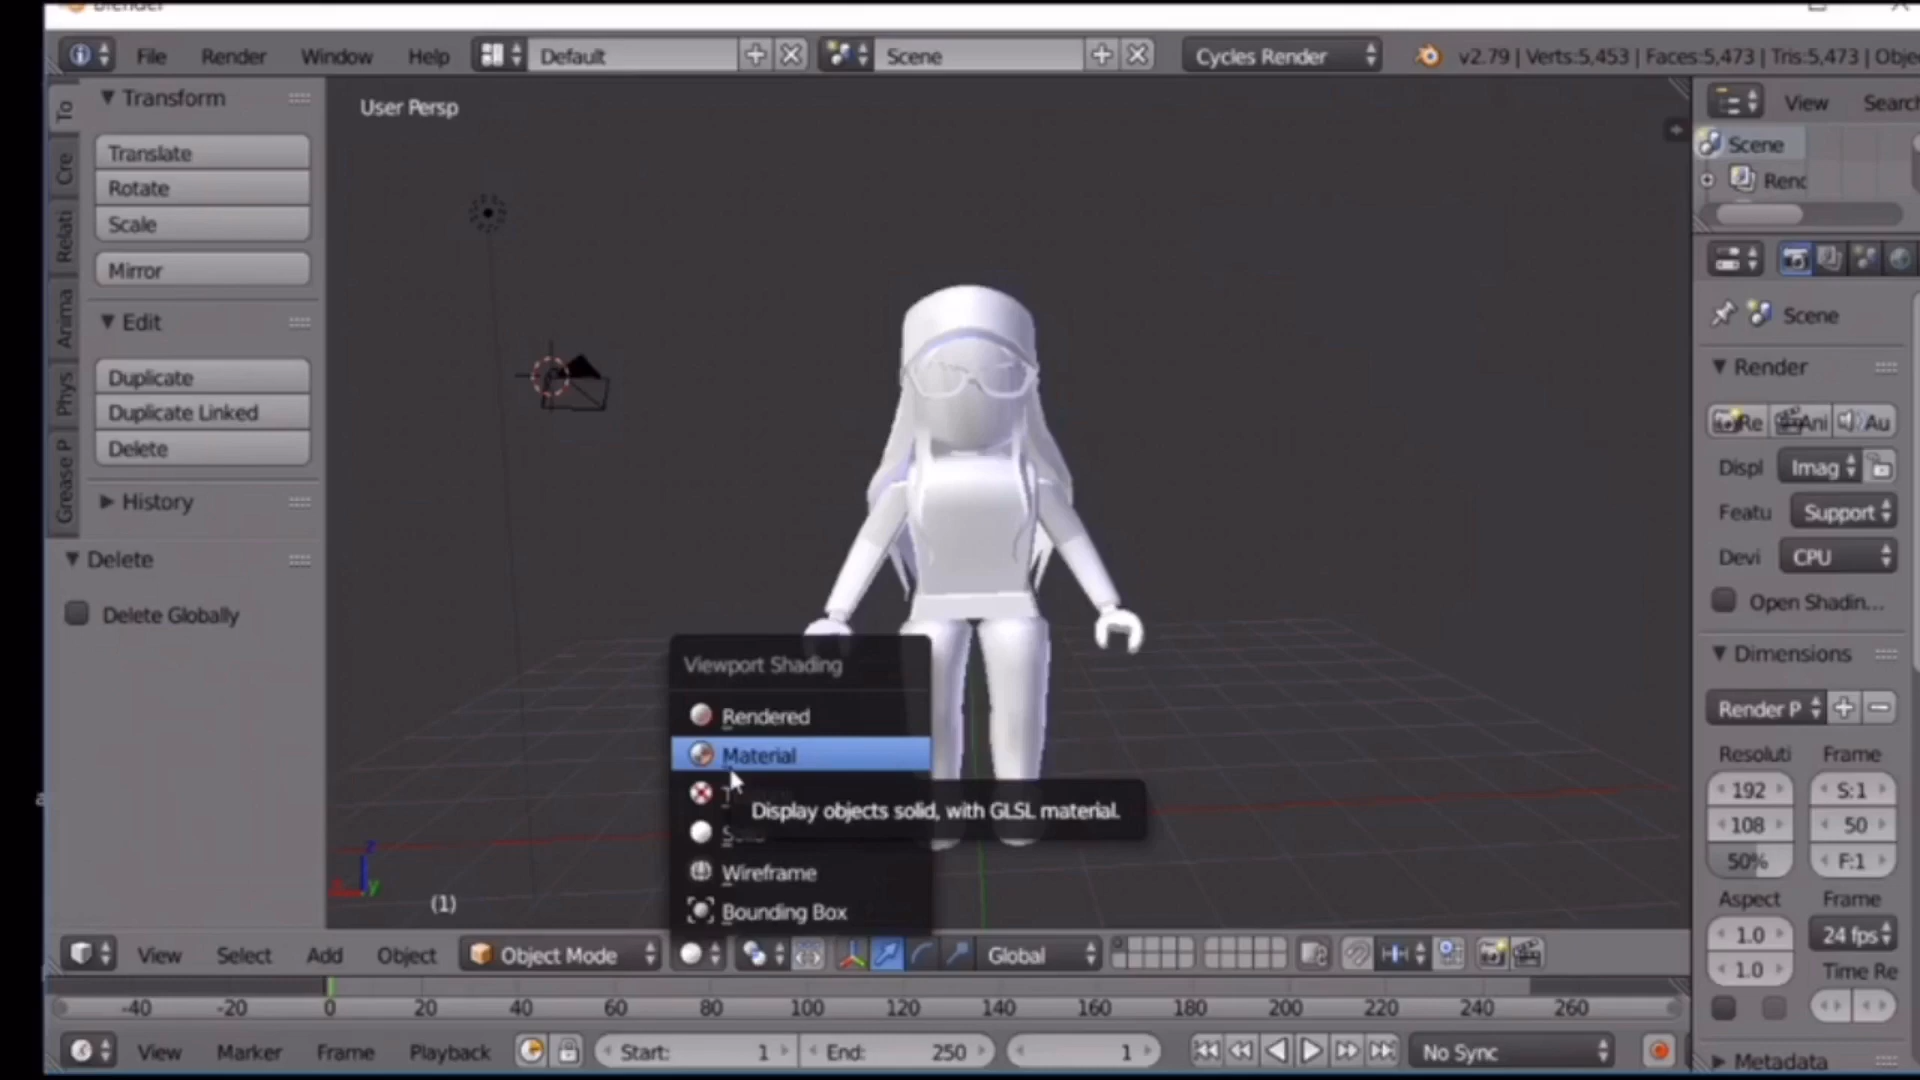 Blender
File Render Window Help Default Scene Cycles Render v2.79 | Verts:5,453 | Faces:5,473 | Tris:5,473 | Obje
To
Cre
Relati
Anima
Phys
Grease P
Transform
Translate
Rotate
Scale
Mirror
Edit
Duplicate
Duplicate Linked
Delete
History
Delete
Delete Globally
User Persp
Viewport Shading
Rendered
Material
Display objects solid, with GLSL material.
Wireframe
Bounding Box
z
y
(1)
View Select Add Object Object Mode Global
-40 -20 0 20 40 60 80 100 120 140 160 180 200 220 240 260
View Marker Frame Playback Start: 1 End: 250 1 No Sync
View Search
Scene
Renc
Scene
Render
Re Ani Au
Displ Imag
Featu Support
Devi CPU
Open Shadin...
Dimensions
Render P
Resoluti Frame
192 S:1
108 50
50% F:1
Aspect Frame
1.0 24 fps
1.0 Time Re
Metadata